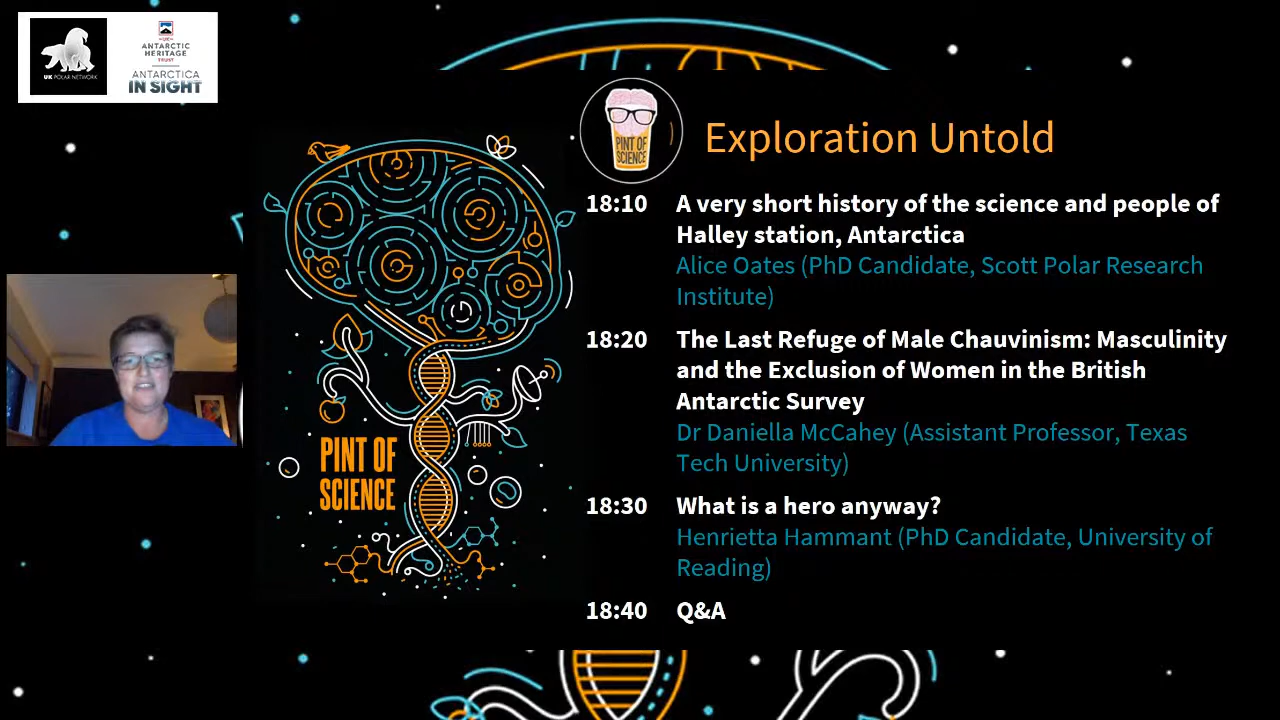 UK POLAR NETWORK
UK
ANTARCTIC
HERITAGE
TRUST
ANTARCTICA
IN SIGHT
PINT OF
SCIENCE
Exploration Untold
18:10 A very short history of the science and people of
Halley station, Antarctica
Alice Oates (PhD Candidate, Scott Polar Research
Institute)
18:20 The Last Refuge of Male Chauvinism: Masculinity
and the Exclusion of Women in the British
Antarctic Survey
Dr Daniella McCahey (Assistant Professor, Texas
Tech University)
18:30 What is a hero anyway?
Henrietta Hammant (PhD Candidate, University of
Reading)
18:40 Q&A
PINT OF
SCIENCE